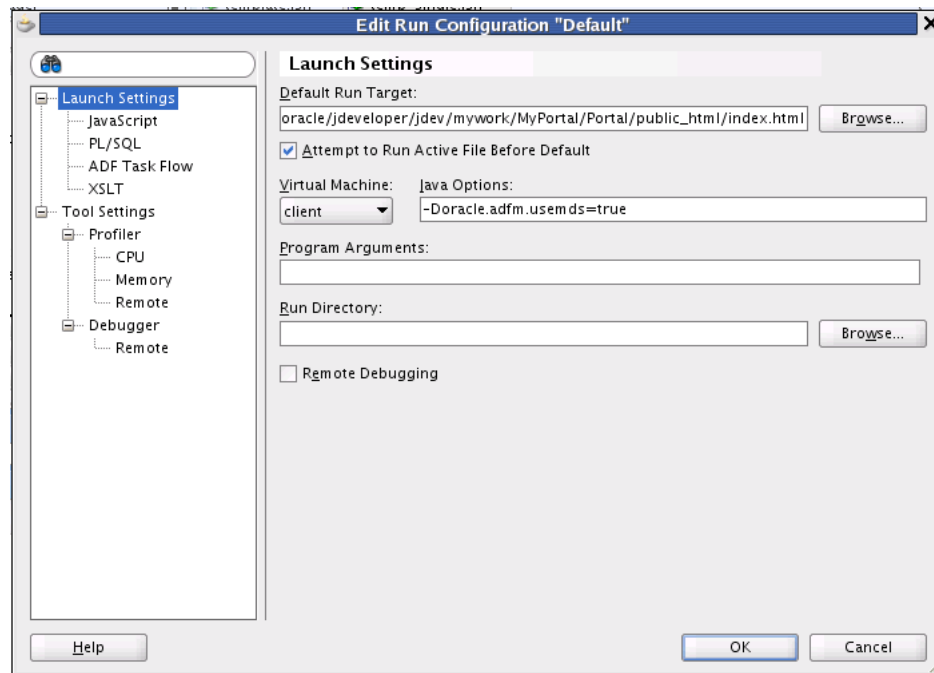 Edit Run Configuration "Default"
Launch Settings
JavaScript
PL/SQL
ADF Task Flow
XSLT
Tool Settings
Profiler
CPU
Memory
Remote
Debugger
Remote
Launch Settings
Default Run Target:
oracle/jdeveloper/jdev/mywork/MyPortal/Portal/public_html/index.html
Browse...
Attempt to Run Active File Before Default
Virtual Machine:
Java Options:
client
-Doracle.adfm.usemds=true
Program Arguments:
Run Directory:
Browse...
Remote Debugging
Help
OK
Cancel